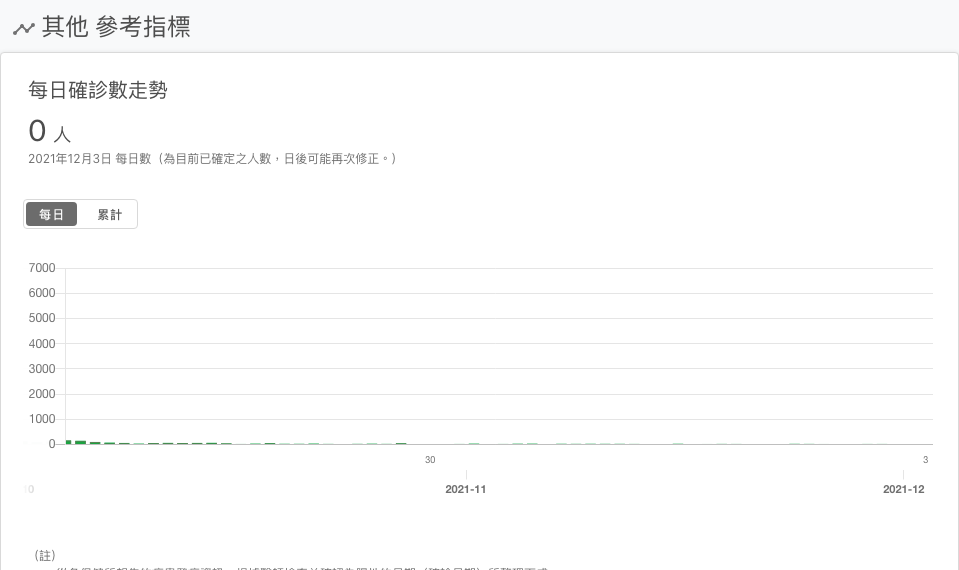 其他 參考指標
每日確診數走勢
0 人
2021年12月3日 每日數（為目前已確定之人數，日後可能再次修正。）
每日 累計
7000
6000
5000
4000
3000
2000
1000
0
30 3
0 2021-11 2021-12
（註）